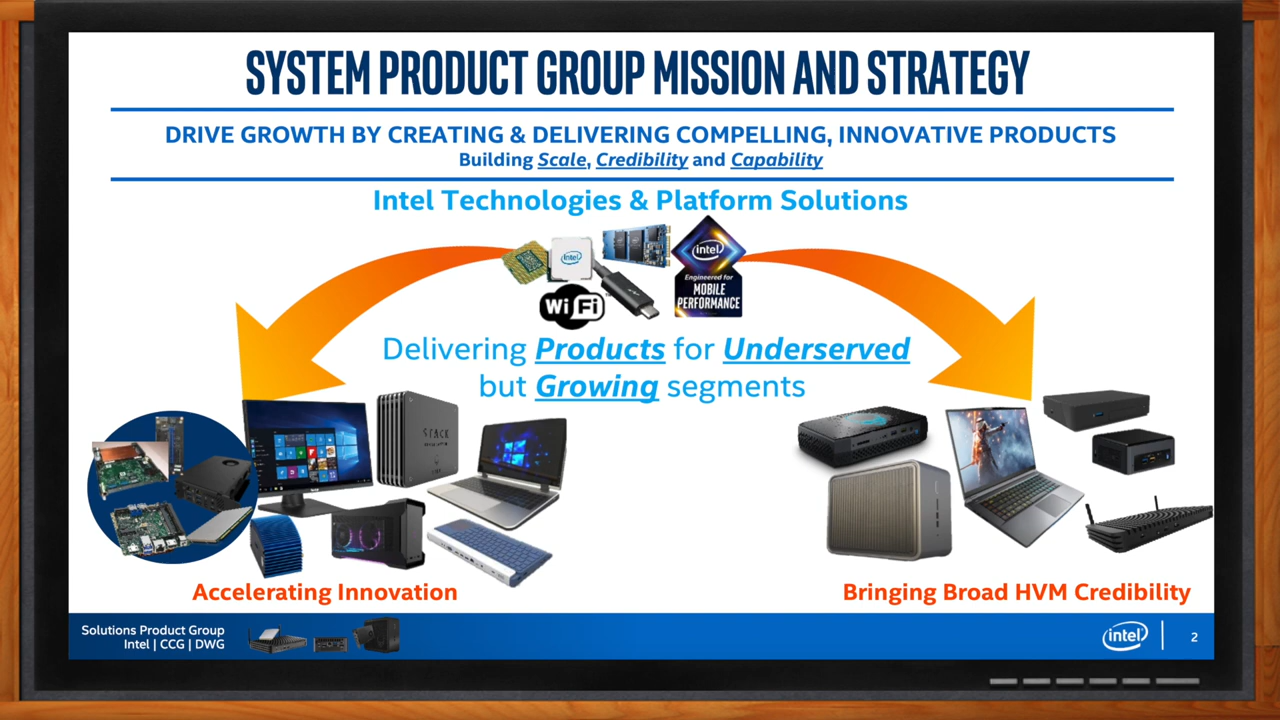 SYSTEM PRODUCT GROUP MISSION AND STRATEGY
DRIVE GROWTH BY CREATING & DELIVERING COMPELLING, INNOVATIVE PRODUCTS
Building Scale, Credibility and Capability
Intel Technologies & Platform Solutions
intel
intel
Engineered for
MOBILE
PERFORMANCE
Wi Fi
Delivering Products for Underserved
but Growing segments
STACK
Accelerating Innovation
Bringing Broad HVM Credibility
Solutions Product Group
Intel | CCG | DWG
intel
2